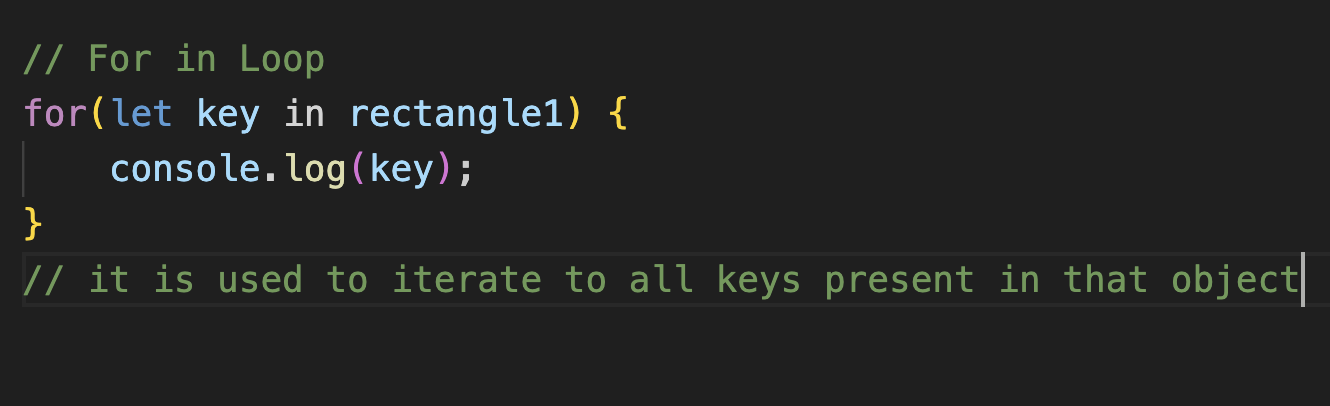 // For in Loop
for(let key in rectangle1) {
    console.log(key);
}
// it is used to iterate to all keys present in that object